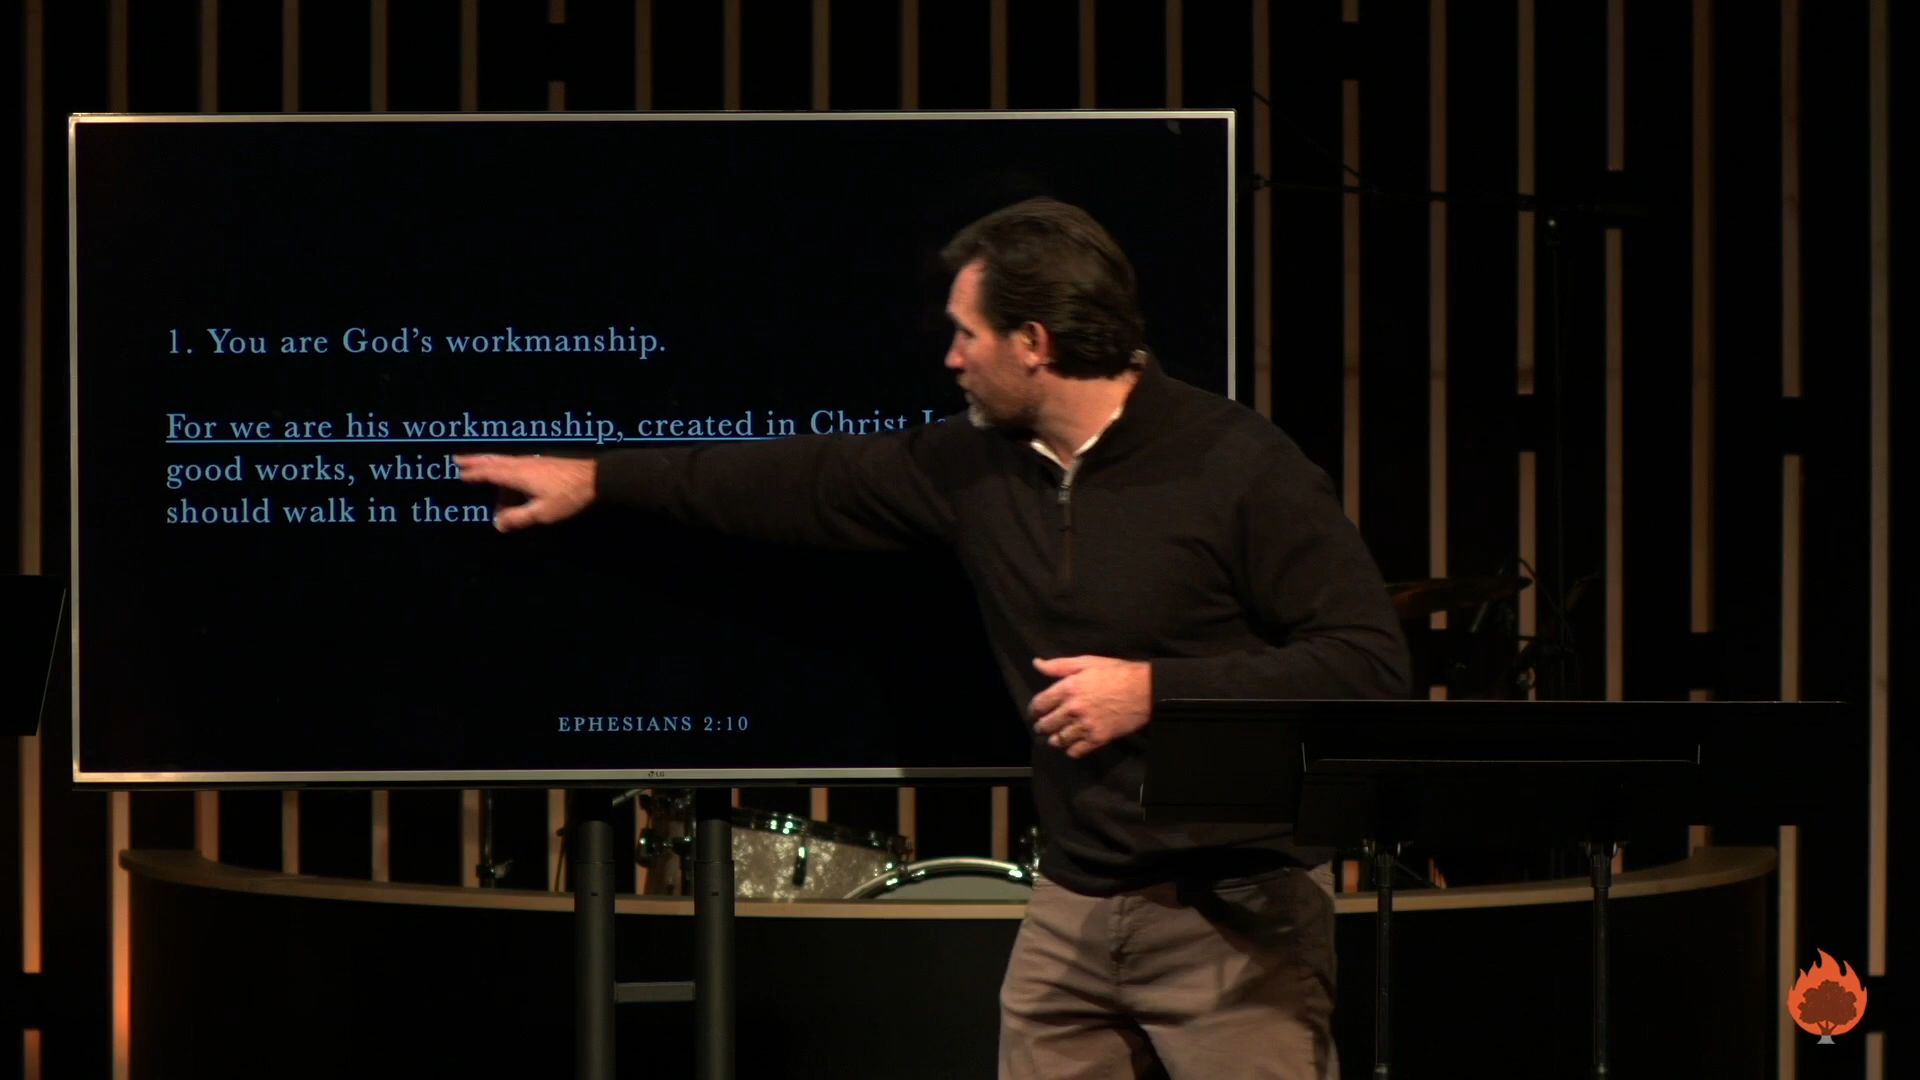 1. You are God’s workmanship.
For we are his workmanship, created in Christ
good works, which
should walk in them.
EPHESIANS 2:10
LG